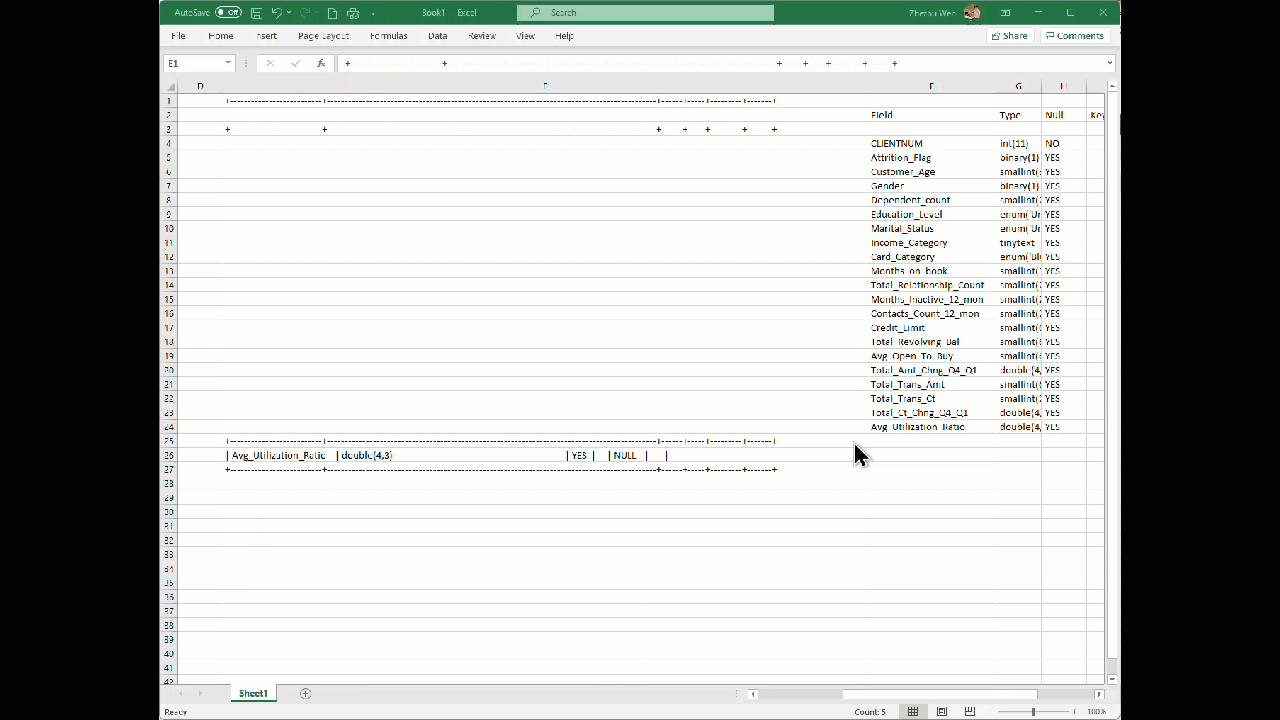 AutoSave Off Book1 - Excel Search Zhezhu Wen
File Home Insert Page Layout Formulas Data Review View Help Share Comments
E1 fx + + + + + + +
D E F G H
1 +----------------------+------------------------------------------------------------------------------+------+-----+---------+-------+
2 Field Type Null Key
3 + + + + + + +
4 CLIENTNUM int(11) NO
5 Attrition_Flag binary(1) YES
6 Customer_Age smallint( YES
7 Gender binary(1) YES
8 Dependent_count smallint( YES
9 Education_Level enum('Un YES
10 Marital_Status enum('Un YES
11 Income_Category tinytext YES
12 Card_Category enum('Bl YES
13 Months_on_book smallint( YES
14 Total_Relationship_Count smallint( YES
15 Months_Inactive_12_mon smallint( YES
16 Contacts_Count_12_mon smallint( YES
17 Credit_Limit smallint( YES
18 Total_Revolving_Bal smallint( YES
19 Avg_Open_To_Buy smallint( YES
20 Total_Amt_Chng_Q4_Q1 double(4, YES
21 Total_Trans_Amt smallint( YES
22 Total_Trans_Ct smallint( YES
23 Total_Ct_Chng_Q4_Q1 double(4, YES
24 Avg_Utilization_Ratio double(4, YES
25 +----------------------+------------------------------------------------------------------------------+------+-----+---------+-------+
26 | Avg_Utilization_Ratio | double(4,3) | YES | | NULL | |
27 +----------------------+------------------------------------------------------------------------------+------+-----+---------+-------+
28
29
30
31
32
33
34
35
36
37
38
39
40
41
42
Sheet1
Ready Count: 5 100%